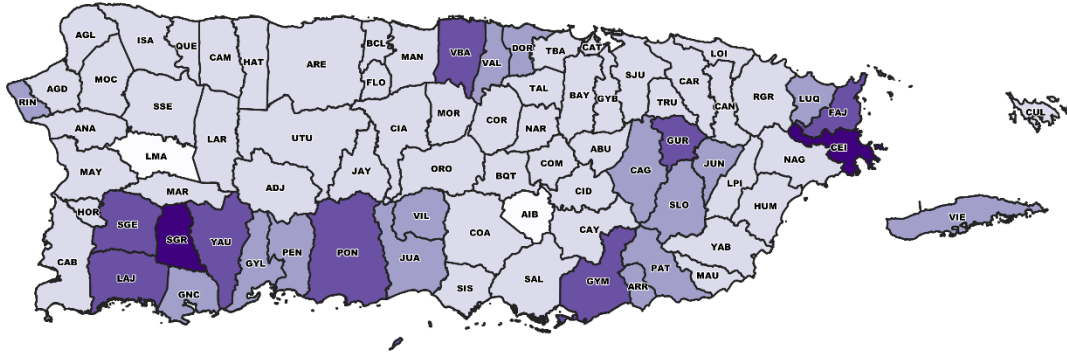 AGL
ISA
QUE
CAM
HAT
ARE
BCL
MAN
VBA
VAL
DOR
TBA
CAT
LOI
MOC
AGD
RIN
SSE
FLO
TAL
BAY
GYB
SJU
CAR
TRU
CAN
RGR
LUQ
FAJ
CUL
ANA
LAR
UTU
CIA
MOR
COR
NAR
ABU
GUR
CEI
MAY
LMA
MAR
ADJ
JAY
ORO
BQT
COM
CID
CAG
JUN
LPI
NAG
HOR
SGE
SGR
YAU
GYL
PEN
PON
VIL
JUA
COA
AIB
CAY
SLO
HUM
VIE
CAB
LAJ
GNC
SIS
SAL
GYM
ARR
PAT
YAB
MAU